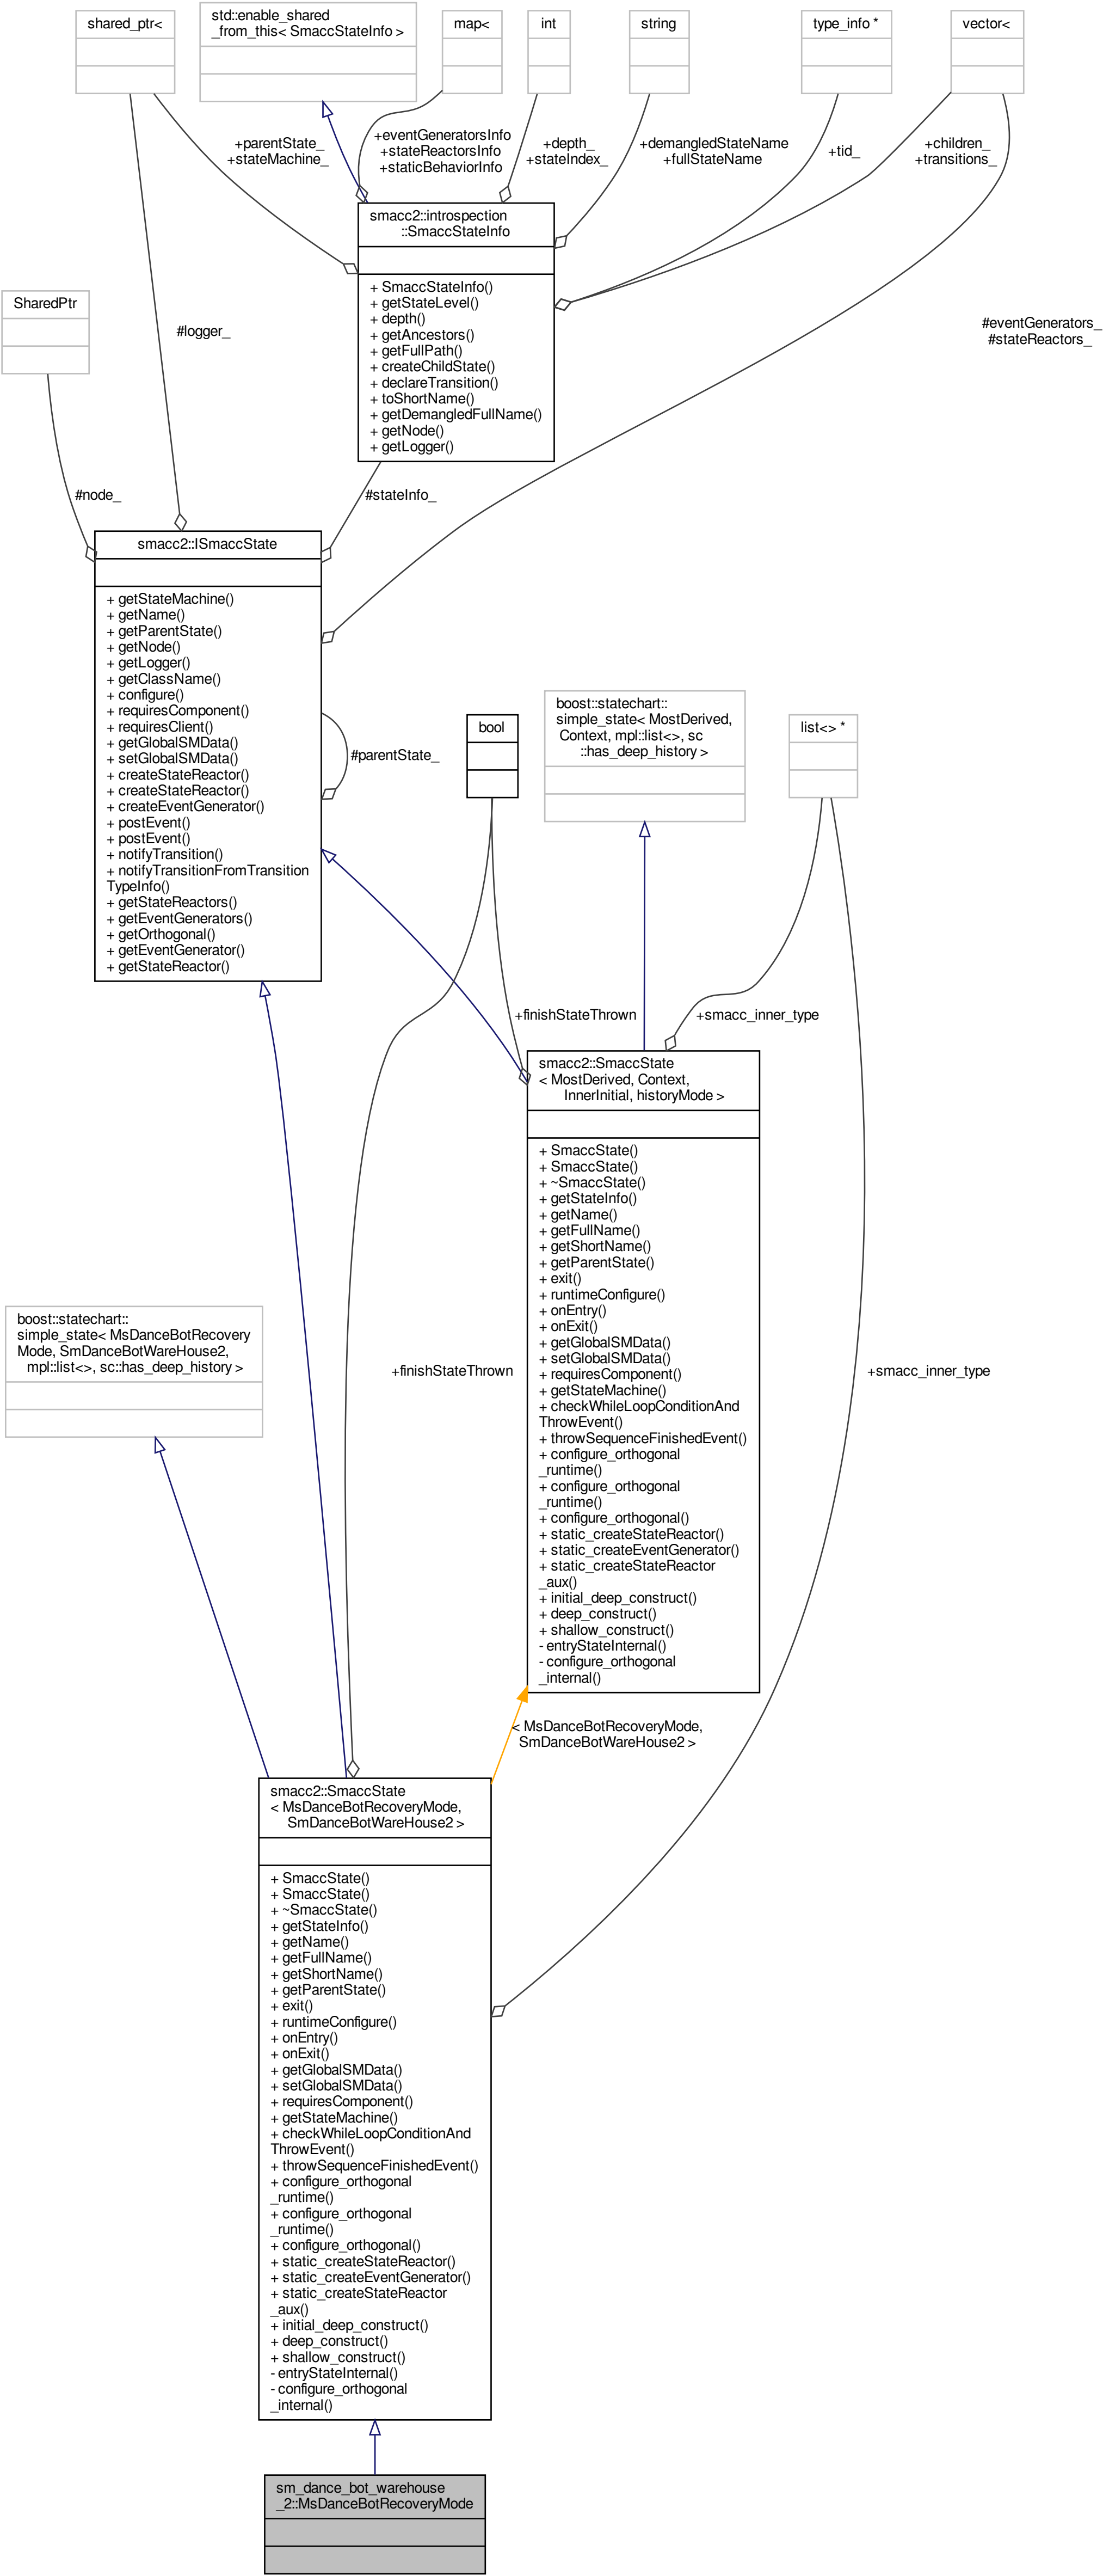 shared_ptr<
std::enable_shared
_from_this< SmaccStateInfo >
map<
int
string
type_info *
vector<
+parentState_
+stateMachine_
+eventGeneratorsInfo
+stateReactorsInfo
+staticBehaviorInfo
+depth_
+stateIndex_
+demangledStateName
+fullStateName
+tid_
+children_
+transitions_
smacc2::introspection
::SmaccStateInfo
+ SmaccStateInfo()
+ getStateLevel()
+ depth()
+ getAncestors()
+ getFullPath()
+ createChildState()
+ declareTransition()
+ toShortName()
+ getDemangledFullName()
+ getNode()
+ getLogger()
SharedPtr
#logger_
#eventGenerators_
#stateReactors_
#node_
#stateInfo_
smacc2::ISmaccState
+ getStateMachine()
+ getName()
+ getParentState()
+ getNode()
+ getLogger()
+ getClassName()
+ configure()
+ requiresComponent()
+ requiresClient()
+ getGlobalSMData()
+ setGlobalSMData()
+ createStateReactor()
+ createStateReactor()
+ createEventGenerator()
+ postEvent()
+ postEvent()
+ notifyTransition()
+ notifyTransitionFromTransition
TypeInfo()
+ getStateReactors()
+ getEventGenerators()
+ getOrthogonal()
+ getEventGenerator()
+ getStateReactor()
#parentState_
bool
boost::statechart::
simple_state< MostDerived,
Context, mpl::list<>, sc
::has_deep_history >
list<> *
+finishStateThrown
+smacc_inner_type
smacc2::SmaccState
< MostDerived, Context,
InnerInitial, historyMode >
+ SmaccState()
+ SmaccState()
+ ~SmaccState()
+ getStateInfo()
+ getName()
+ getFullName()
+ getShortName()
+ getParentState()
+ exit()
+ runtimeConfigure()
+ onEntry()
+ onExit()
+ getGlobalSMData()
+ setGlobalSMData()
+ requiresComponent()
+ getStateMachine()
+ checkWhileLoopConditionAnd
ThrowEvent()
+ throwSequenceFinishedEvent()
+ configure_orthogonal
_runtime()
+ configure_orthogonal
_runtime()
+ configure_orthogonal()
+ static_createStateReactor()
+ static_createEventGenerator()
+ static_createStateReactor
_aux()
+ initial_deep_construct()
+ deep_construct()
+ shallow_construct()
- entryStateInternal()
- configure_orthogonal
_internal()
boost::statechart::
simple_state< MsDanceBotRecovery
Mode, SmDanceBotWareHouse2,
mpl::list<>, sc::has_deep_history >
+finishStateThrown
+smacc_inner_type
< MsDanceBotRecoveryMode,
SmDanceBotWareHouse2 >
smacc2::SmaccState
< MsDanceBotRecoveryMode,
SmDanceBotWareHouse2 >
+ SmaccState()
+ SmaccState()
+ ~SmaccState()
+ getStateInfo()
+ getName()
+ getFullName()
+ getShortName()
+ getParentState()
+ exit()
+ runtimeConfigure()
+ onEntry()
+ onExit()
+ getGlobalSMData()
+ setGlobalSMData()
+ requiresComponent()
+ getStateMachine()
+ checkWhileLoopConditionAnd
ThrowEvent()
+ throwSequenceFinishedEvent()
+ configure_orthogonal
_runtime()
+ configure_orthogonal
_runtime()
+ configure_orthogonal()
+ static_createStateReactor()
+ static_createEventGenerator()
+ static_createStateReactor
_aux()
+ initial_deep_construct()
+ deep_construct()
+ shallow_construct()
- entryStateInternal()
- configure_orthogonal
_internal()
sm_dance_bot_warehouse
_2::MsDanceBotRecoveryMode